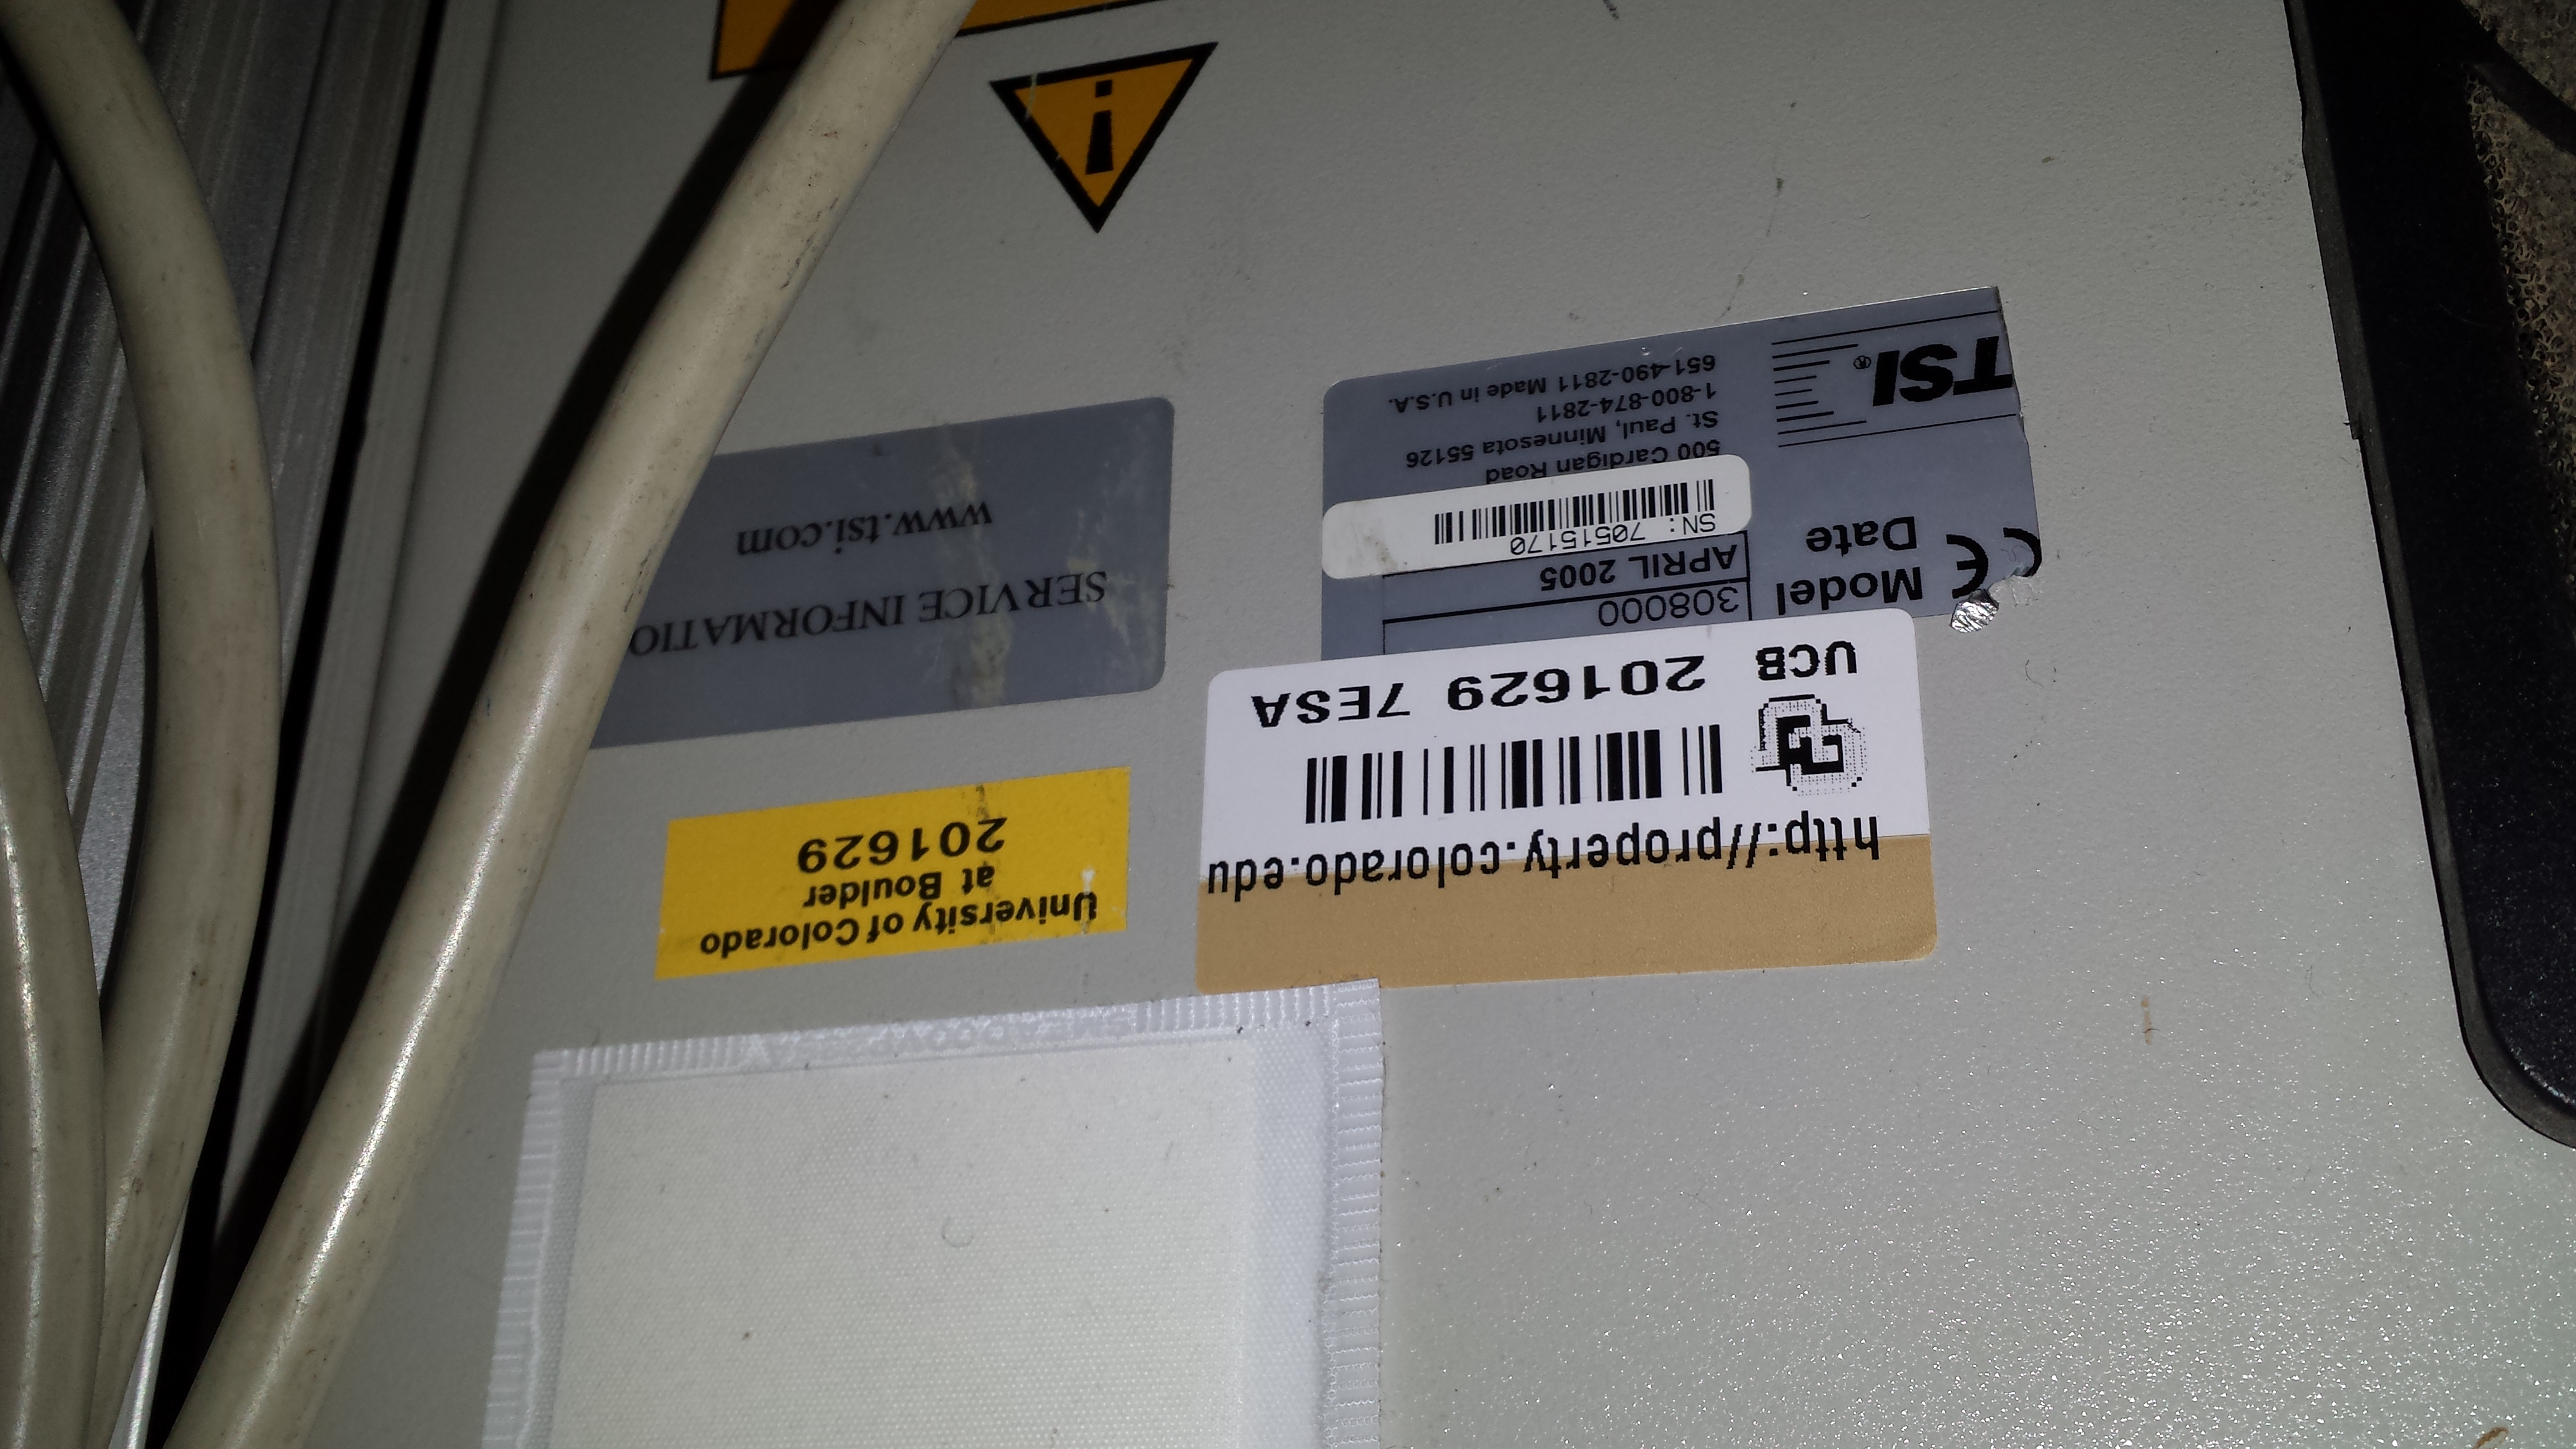 http://property.colorado.edu
UCB 201629 7ESA
University of Colorado
at Boulder
201629
Model 308000
Date APRIL 2005
SN: 70515170
SERVICE INFORMATIO
www.tsi.com
TSI®
500 Cardigan Road
St. Paul, Minnesota 55126
1-800-874-2811
651-490-2811 Made in U.S.A.